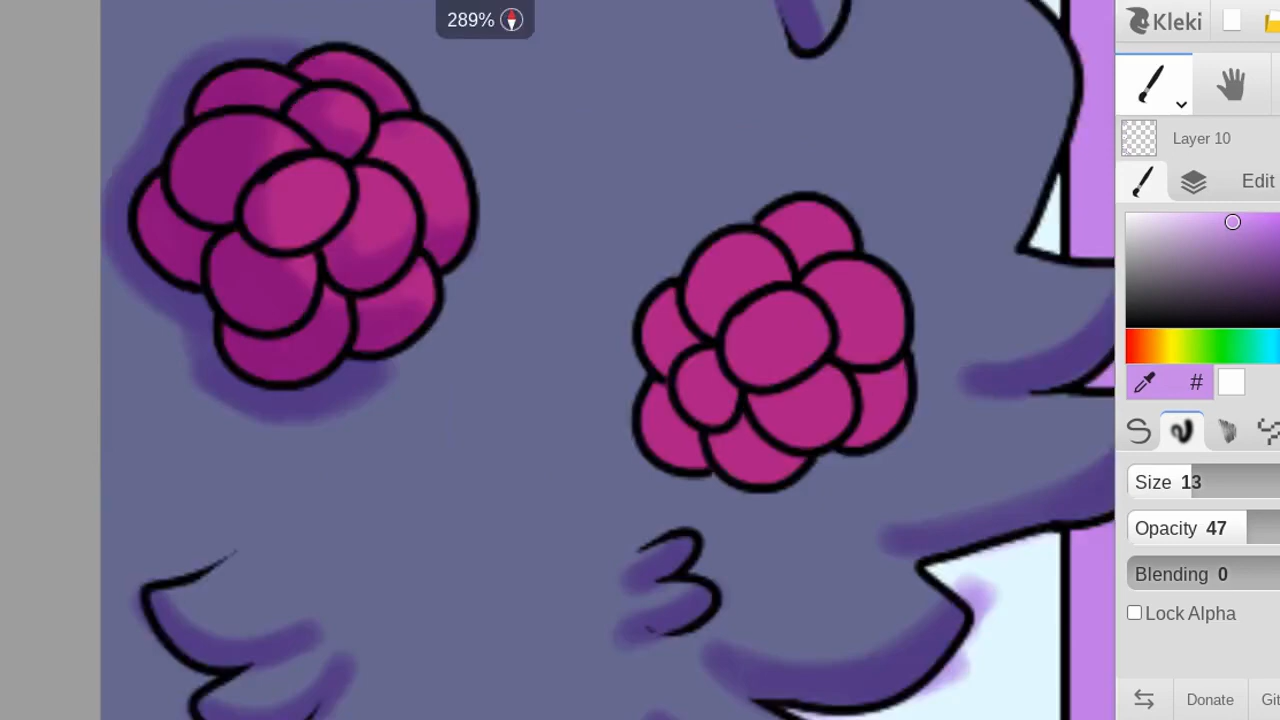 289%
Kleki
Layer 10
Edit
#
Size 13
Opacity 47
Blending 0
Lock Alpha
Donate
Git